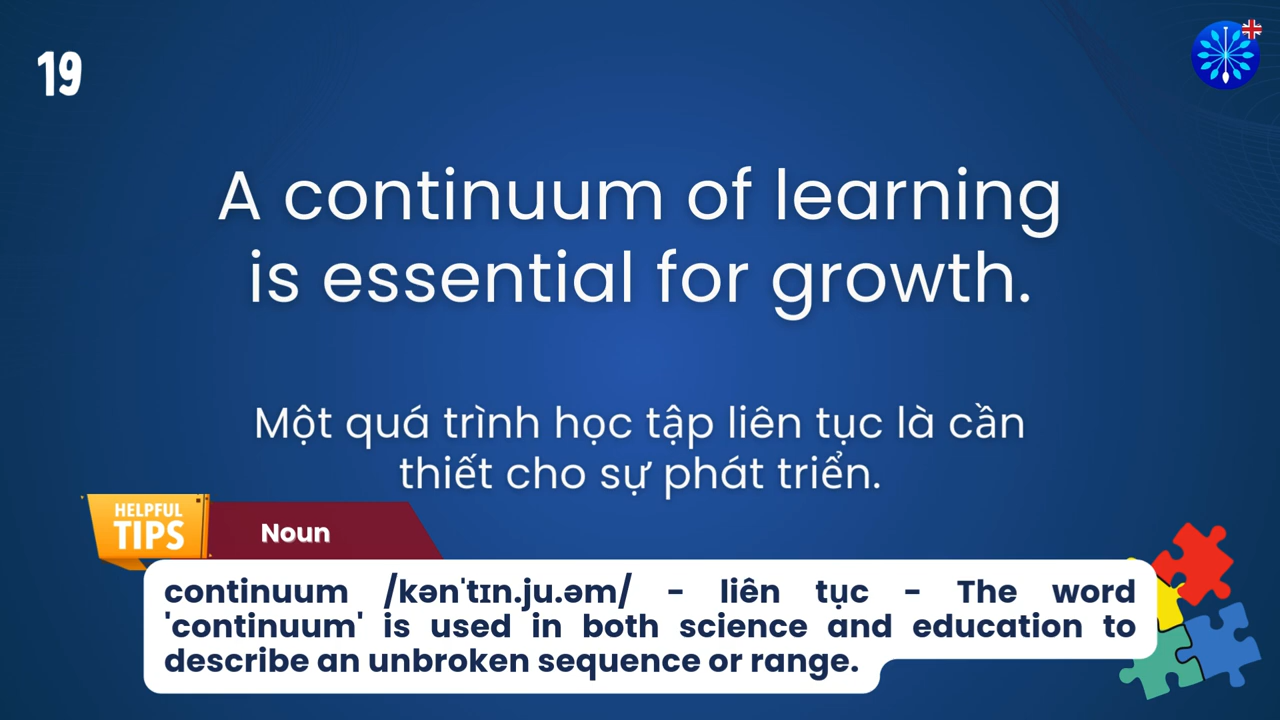 19
A continuum of learning
is essential for growth.
Một quá trình học tập liên tục là cần
thiết cho sự phát triển.
HELPFUL
TIPS
Noun
continuum /kənˈtɪn.ju.əm/ - liên tục - The word
'continuum' is used in both science and education to
describe an unbroken sequence or range.